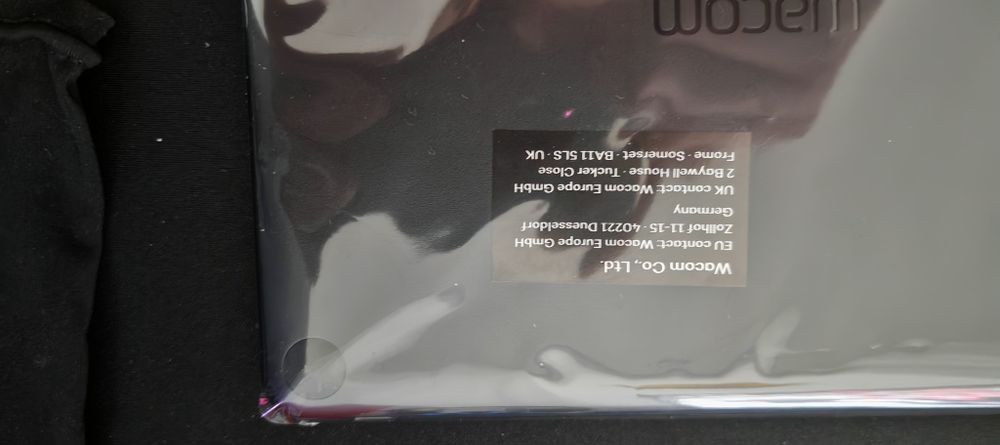 wacom
Wacom Co., Ltd.
EU contact: Wacom Europe GmbH
Zollhof 11-15 · 40221 Duesseldorf
Germany
UK contact: Wacom Europe GmbH
2 Baywell House · Tucker Close
Frome · Somerset · BA11 5LS · UK